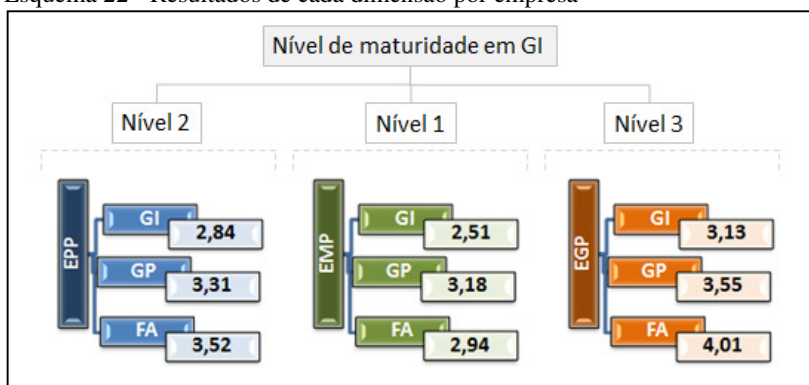 Esquema 22 - Resultados de cada dimensão por empresa
Nível de maturidade em GI
Nível 2
Nível 1
Nível 3
EPP
GI
2,84
GP
3,31
FA
3,52
EMP
GI
2,51
GP
3,18
FA
2,94
EGP
GI
3,13
GP
3,55
FA
4,01